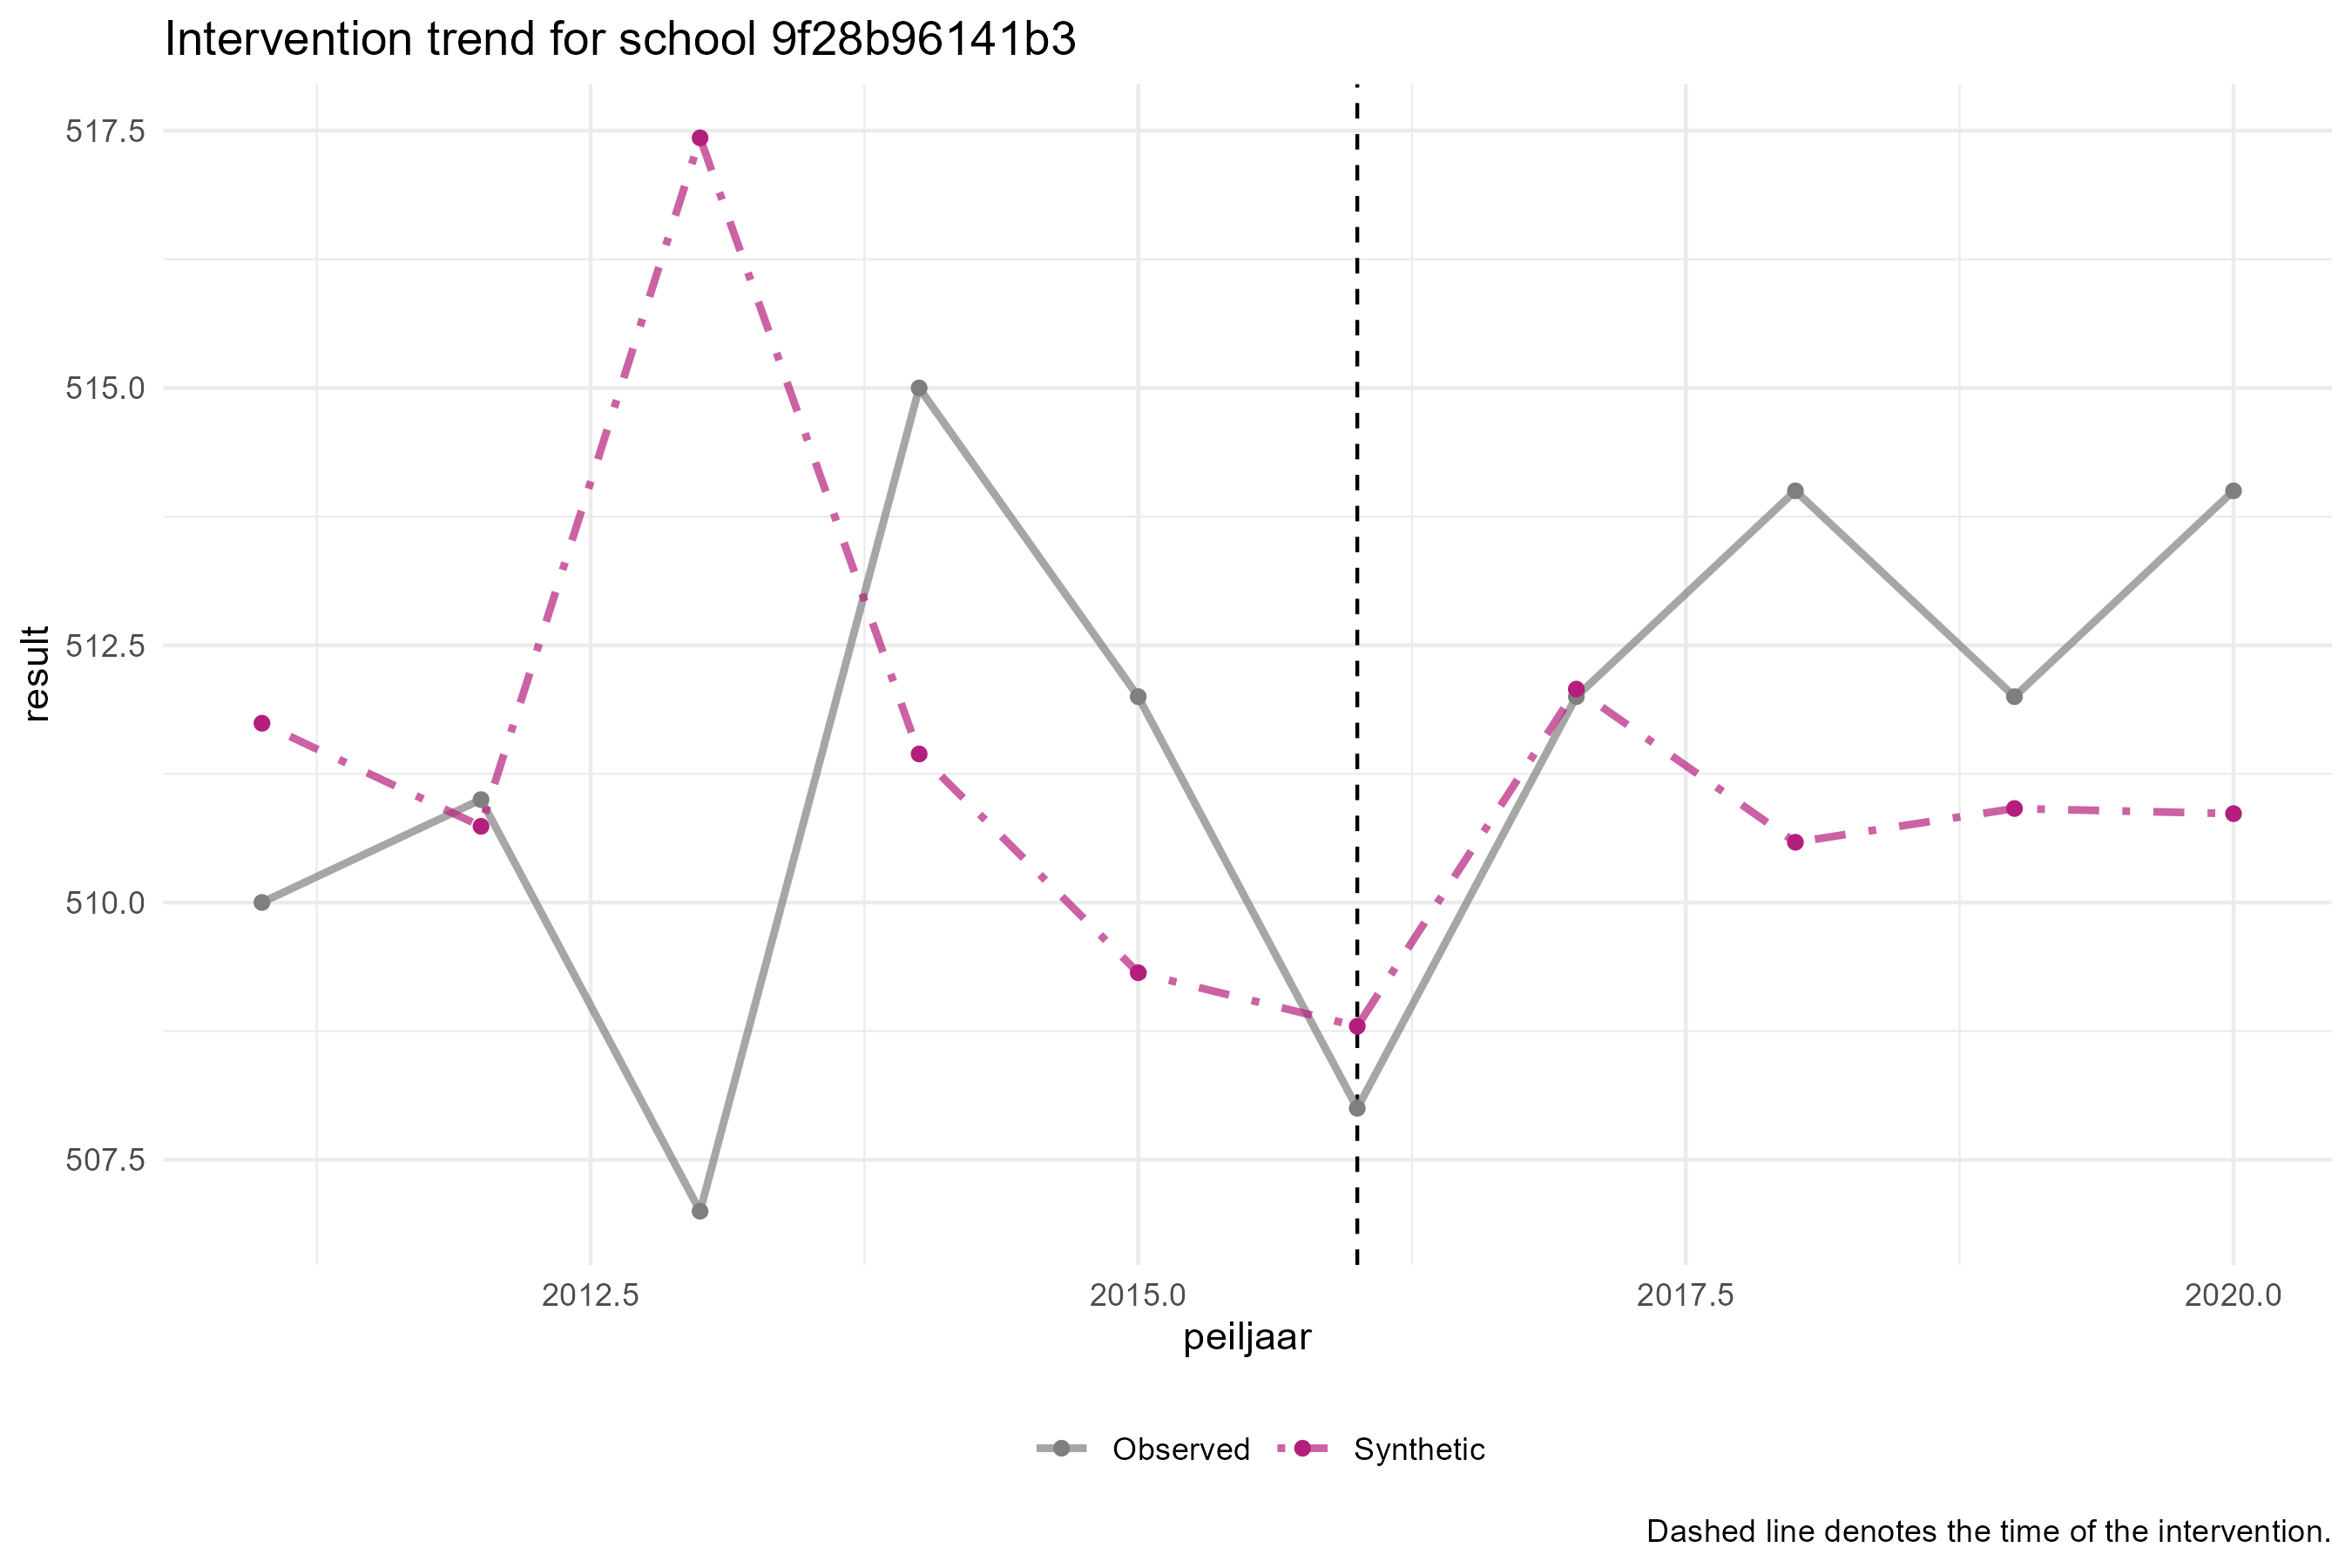 Intervention trend for school 9f28b96141b3
517.5
515.0
512.5
510.0
507.5
result
2012.5 2015.0 2017.5 2020.0
peiljaar
Observed Synthetic
Dashed line denotes the time of the intervention.